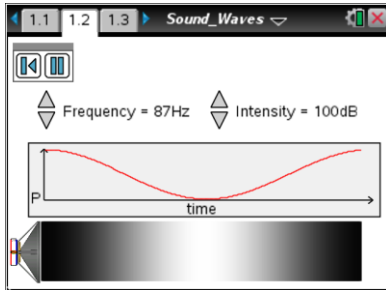 1.1 1.2 1.3 Sound_Waves
Frequency = 87Hz Intensity = 100dB
P
time